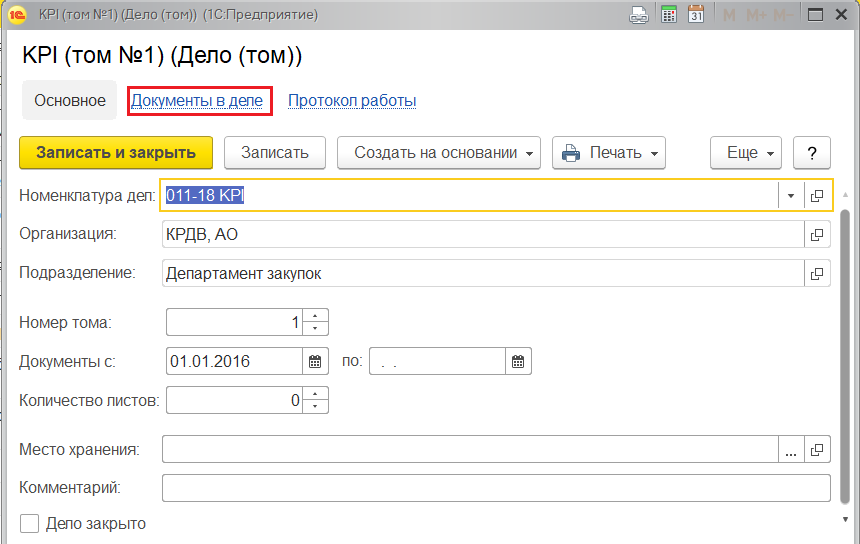 KPI (том №1) (Дело (том)) (1С:Предприятие)
M M+ M-
KPI (том №1) (Дело (том))
Основное Документы в деле Протокол работы
Записать и закрыть Записать Создать на основании Печать Еще ?
Номенклатура дел: 011-18 KPI
Организация: КРДВ, АО
Подразделение: Департамент закупок
Номер тома: 1
Документы с: 01.01.2016 по: . .
Количество листов: 0
Место хранения: ...
Комментарий:
Дело закрыто